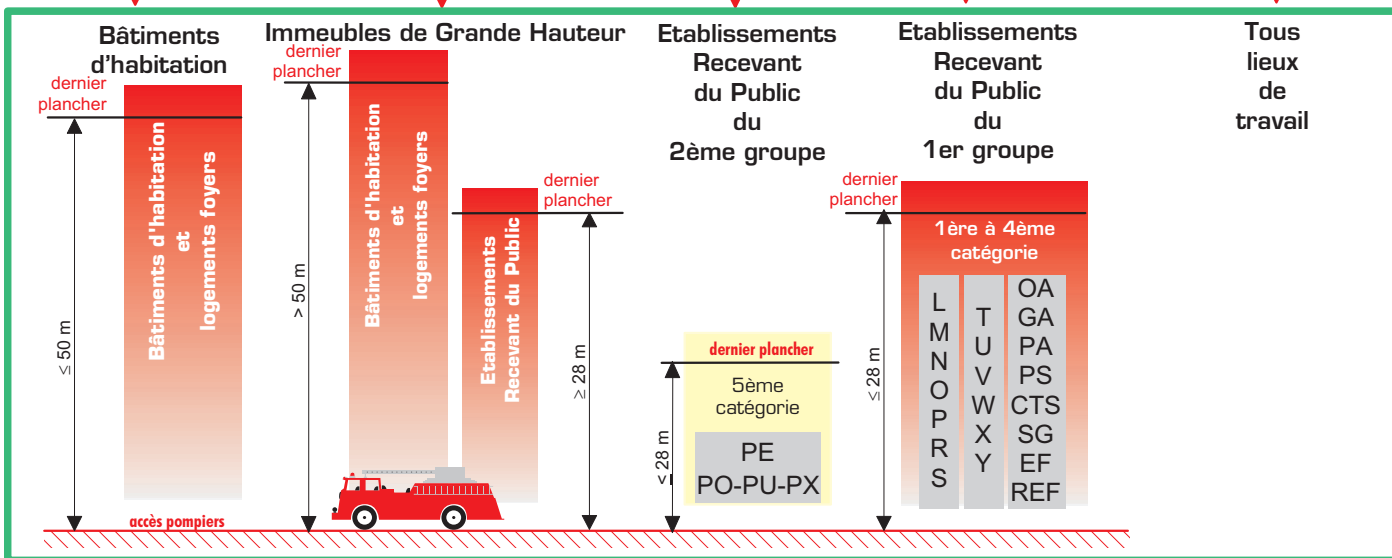 Bâtiments
d'habitation
dernier
plancher
≤ 50 m
Bâtiments d'habitation
et
logements foyers
accès pompiers
Immeubles de Grande Hauteur
dernier
plancher
> 50 m
Bâtiments d'habitation
et
logements foyers
dernier
plancher
Etablissements
Recevant du Public
≥ 28 m
Etablissements
Recevant
du Public
du
2ème groupe
dernier plancher
≤ 28 m
5ème
catégorie
PE
PO-PU-PX
Etablissements
Recevant
du Public
du
1er groupe
dernier
plancher
≤ 28 m
1ère à 4ème
catégorie
L
M
N
O
P
R
S
T
U
V
W
X
Y
OA
GA
PA
PS
CTS
SG
EF
REF
Tous
lieux
de
travail